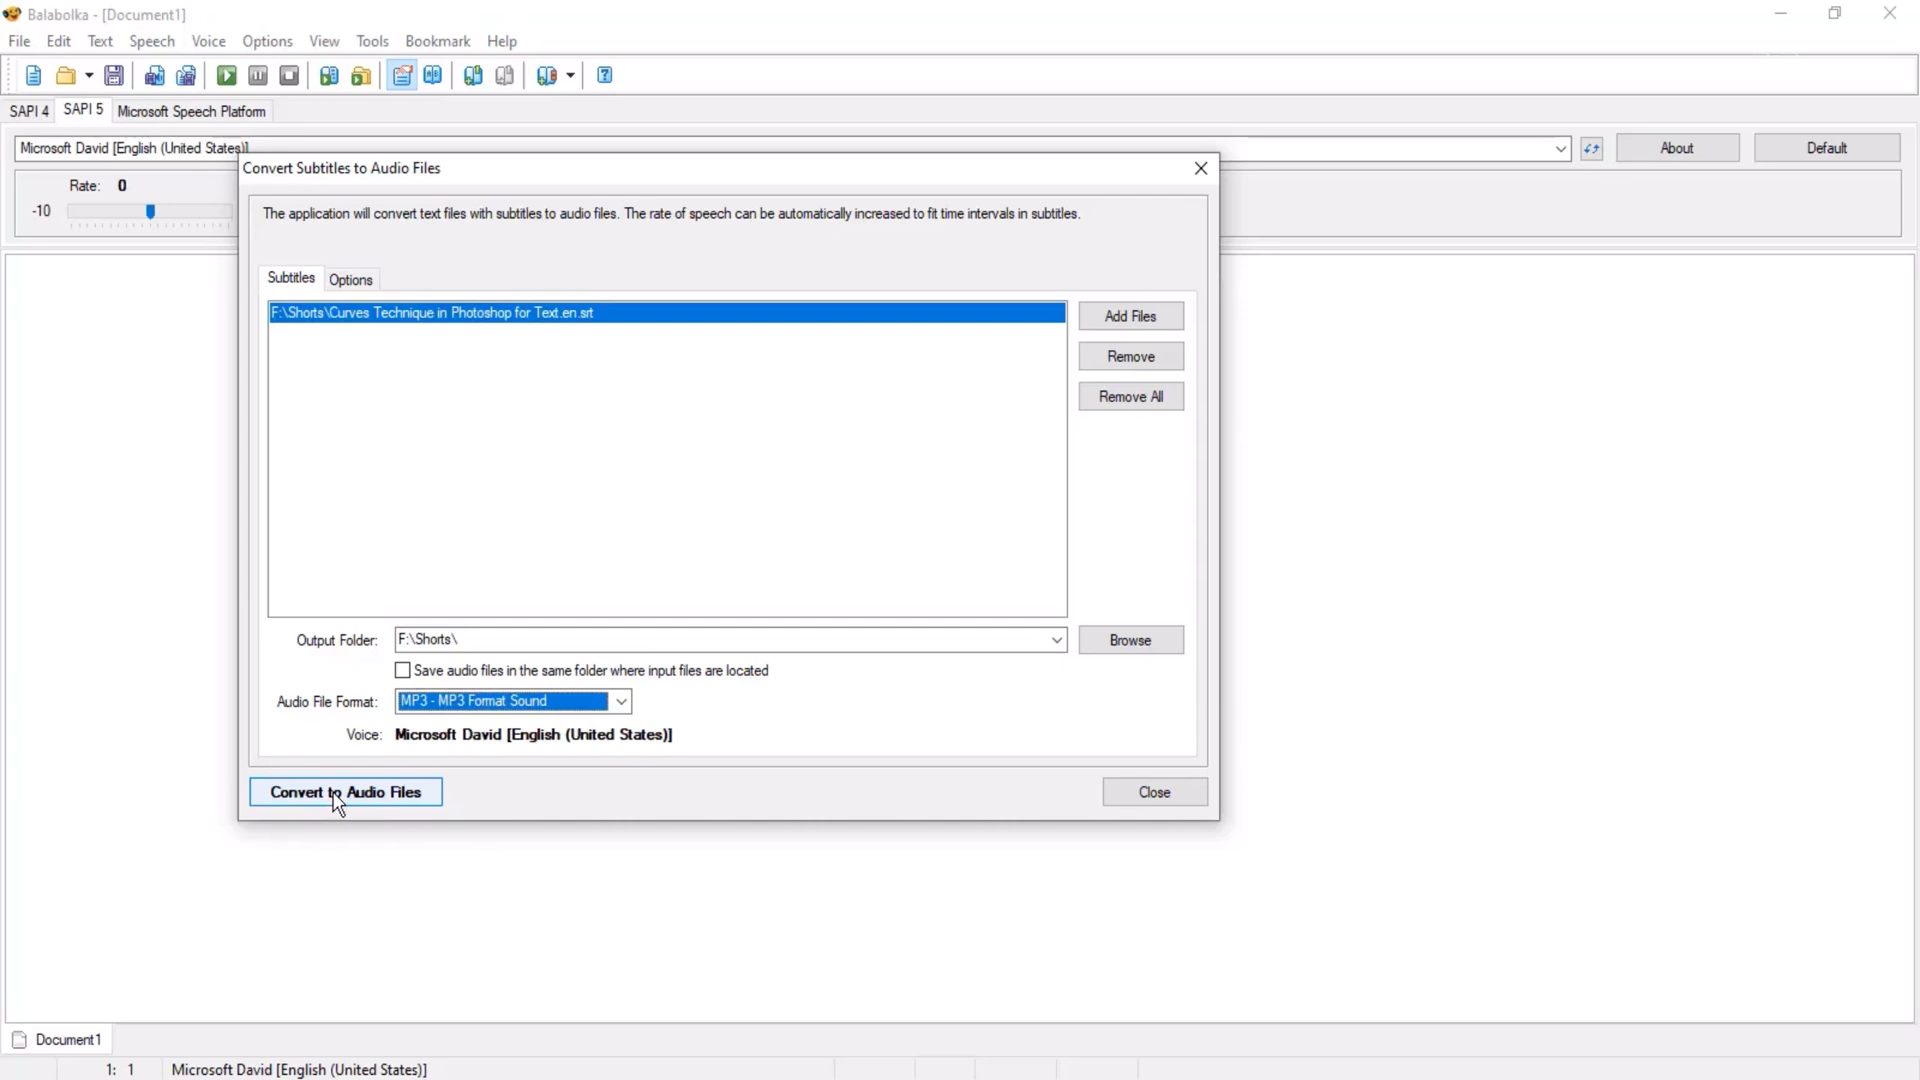 Balabolka - [Document1]
File Edit Text Speech Voice Options View Tools Bookmark Help
SAPI 4 SAPI 5 Microsoft Speech Platform
Microsoft David [English (United States)]
About
Default
Convert Subtitles to Audio Files
Rate: 0
-10
The application will convert text files with subtitles to audio files. The rate of speech can be automatically increased to fit time intervals in subtitles.
Subtitles Options
F:\Shorts\Curves Technique in Photoshop for Text.en.srt
Add Files
Remove
Remove All
Output Folder: F:\Shorts\ Browse
Save audio files in the same folder where input files are located
Audio File Format: MP3 - MP3 Format Sound
Voice: Microsoft David [English (United States)]
Convert to Audio Files
Close
Document1
1: 1 Microsoft David [English (United States)]